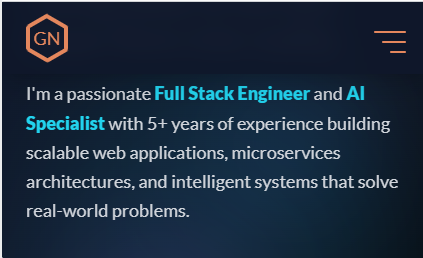 GN
I'm a passionate Full Stack Engineer and AI
Specialist with 5+ years of experience building
scalable web applications, microservices
architectures, and intelligent systems that solve
real-world problems.